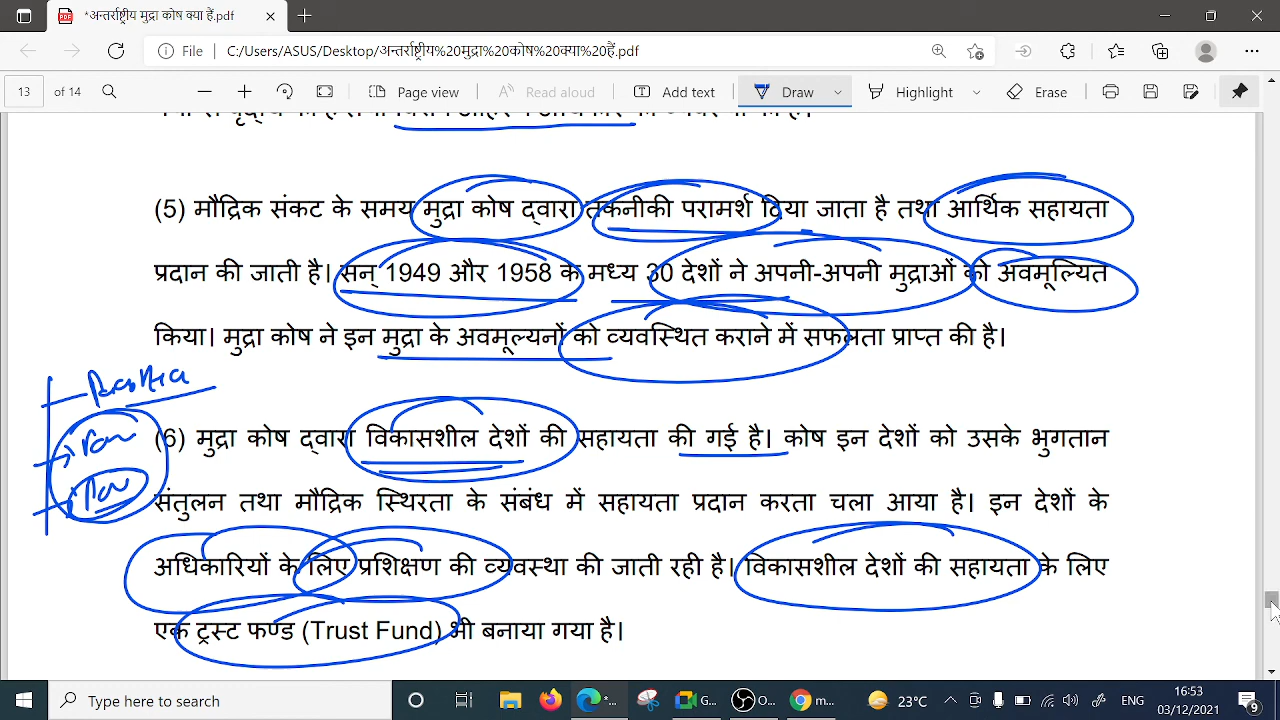 *अन्तर्राष्ट्रीय मुद्रा कोष क्या हैं.pdf
File C:/Users/ASUS/Desktop/अन्तर्राष्ट्रीय%20मुद्रा%20कोष%20क्या%20हैं.pdf
13 of 14 Page view Read aloud Add text Draw Highlight Erase
(5) मौद्रिक संकट के समय मुद्रा कोष द्वारा तकनीकी परामर्श दिया जाता है तथा आर्थिक सहायता
प्रदान की जाती है। सन् 1949 और 1958 के मध्य 30 देशों ने अपनी-अपनी मुद्राओं को अवमूल्यित
किया। मुद्रा कोष ने इन मुद्रा के अवमूल्यनों को व्यवस्थित कराने में सफलता प्राप्त की है।
(6) मुद्रा कोष द्वारा विकासशील देशों की सहायता की गई है। कोष इन देशों को उसके भुगतान
संतुलन तथा मौद्रिक स्थिरता के संबंध में सहायता प्रदान करता चला आया है। इन देशों के
अधिकारियों के लिए प्रशिक्षण की व्यवस्था की जाती रही है। विकासशील देशों की सहायता के लिए
एक ट्रस्ट फण्ड (Trust Fund) भी बनाया गया है।
Type here to search G... O... m... 23°C ENG 16:53
03/12/2021 9